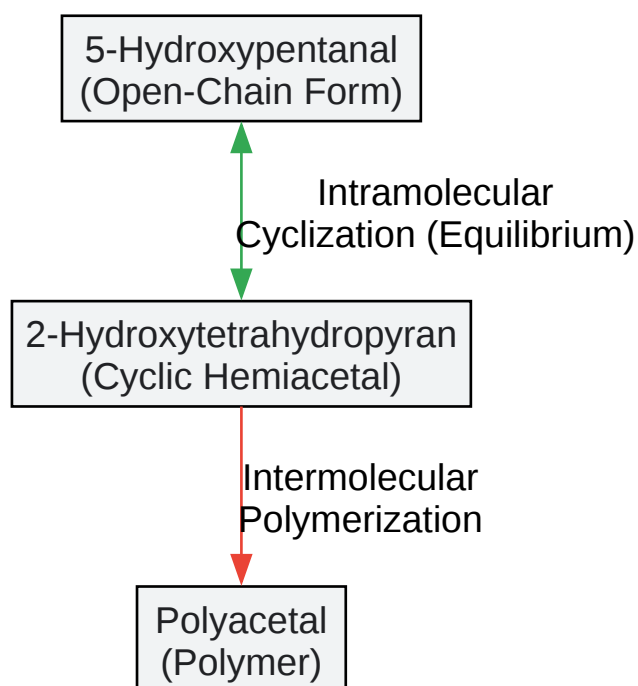 5-Hydroxypentanal
(Open-Chain Form)
Intramolecular
Cyclization (Equilibrium)
2-Hydroxytetrahydropyran
(Cyclic Hemiacetal)
Intermolecular
Polymerization
Polyacetal
(Polymer)